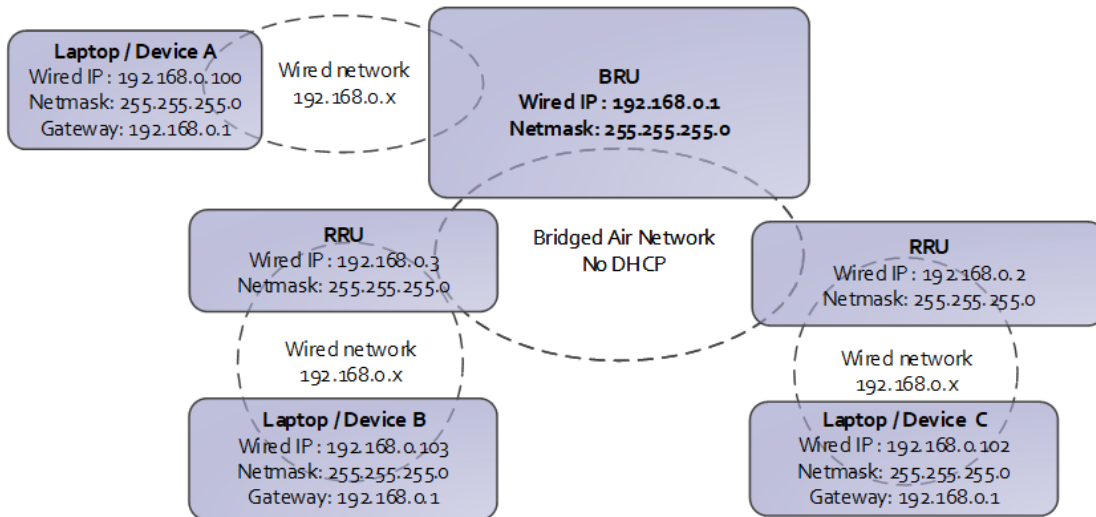 Laptop / Device A
Wired IP : 192.168.0.100
Netmask: 255.255.255.0
Gateway: 192.168.0.1
Wired network
192.168.0.x
BRU
Wired IP : 192.168.0.1
Netmask: 255.255.255.0
RRU
Wired IP : 192.168.0.3
Netmask: 255.255.255.0
Bridged Air Network
No DHCP
RRU
Wired IP : 192.168.0.2
Netmask: 255.255.255.0
Wired network
192.168.0.x
Wired network
192.168.0.x
Laptop / Device B
Wired IP : 192.168.0.103
Netmask: 255.255.255.0
Gateway: 192.168.0.1
Laptop / Device C
Wired IP : 192.168.0.102
Netmask: 255.255.255.0
Gateway: 192.168.0.1